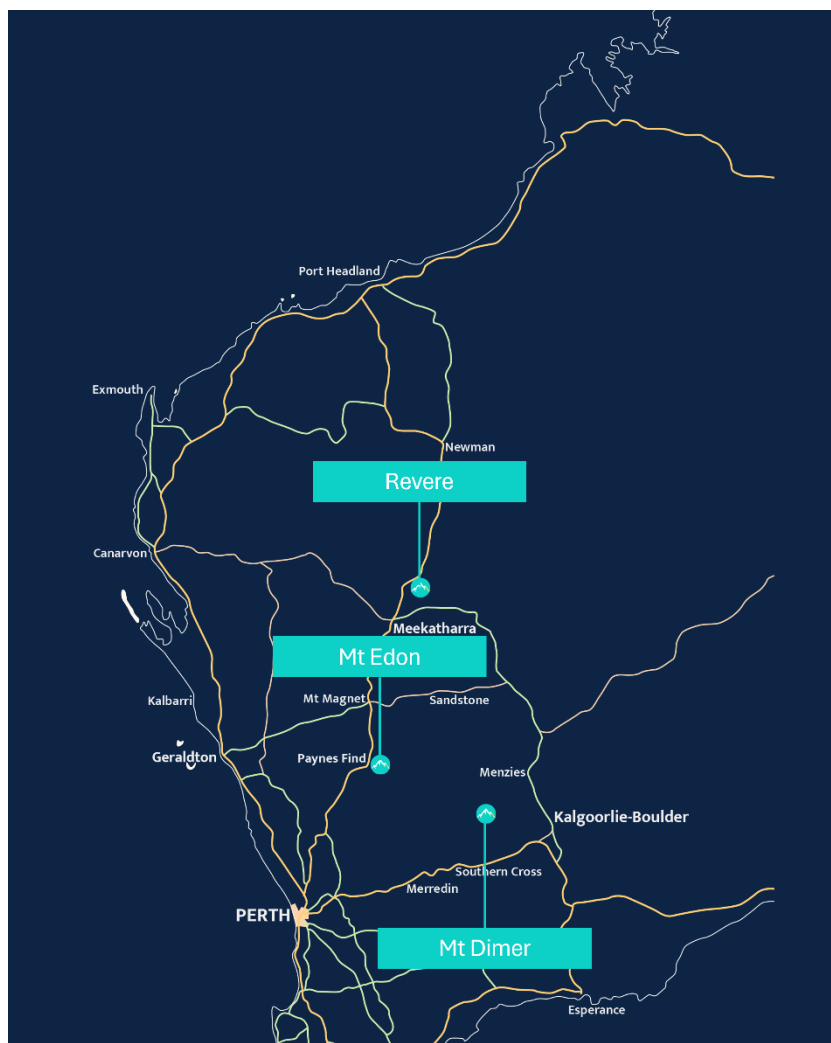 Port Headland
Exmouth
Newman
Revere
Canarvon
Meekatharra
Mt Edon
Mt Magnet
Sandstone
Kalbarri
Geraldton
Paynes Find
Menzies
Kalgoorlie-Boulder
Southern Cross
Merredin
PERTH
Mt Dimer
Esperance